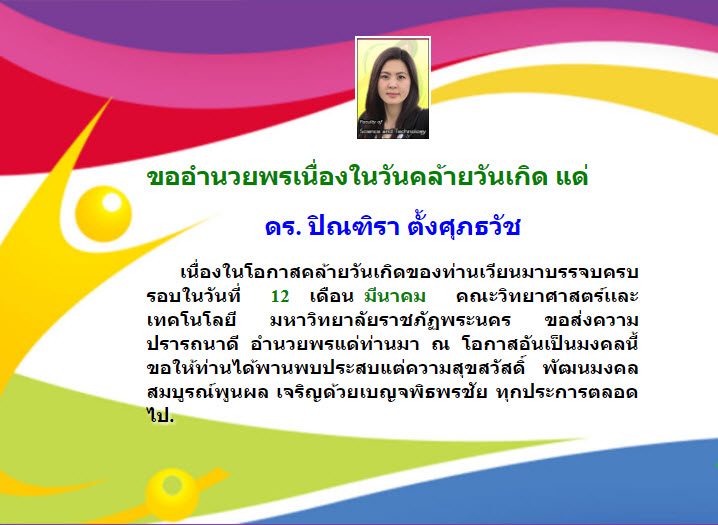 Faculty of
Science and Technology
ขออำนวยพรเนื่องในวันคล้ายวันเกิด แด่
ดร. ปิณฑิรา ตั้งศุภธวัช
เนื่องในโอกาสคล้ายวันเกิดของท่านเวียนมาบรรจบครบ
รอบในวันที่ 12 เดือน มีนาคม คณะวิทยาศาสตร์และ
เทคโนโลยี มหาวิทยาลัยราชภัฏพระนคร ขอส่งความ
ปรารถนาดี อำนวยพรแด่ท่านมา ณ โอกาสอันเป็นมงคลนี้
ขอให้ท่านได้พานพบประสบแต่ความสุขสวัสดิ์ พัฒนมงคล
สมบูรณ์พูนผล เจริญด้วยเบญจพิธพรชัย ทุกประการตลอด
ไป.